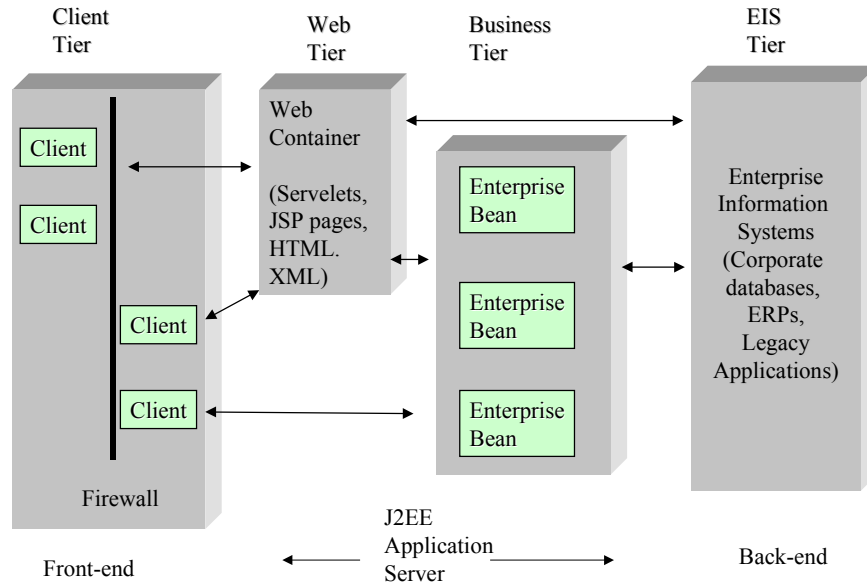 Client
Tier
Web
Tier
Business
Tier
EIS
Tier
Client
Client
Client
Client
Firewall
Web
Container
(Servelets,
JSP pages,
HTML.
XML)
Enterprise
Bean
Enterprise
Bean
Enterprise
Bean
Enterprise
Information
Systems
(Corporate
databases,
ERPs,
Legacy
Applications)
Front-end
J2EE
Application
Server
Back-end